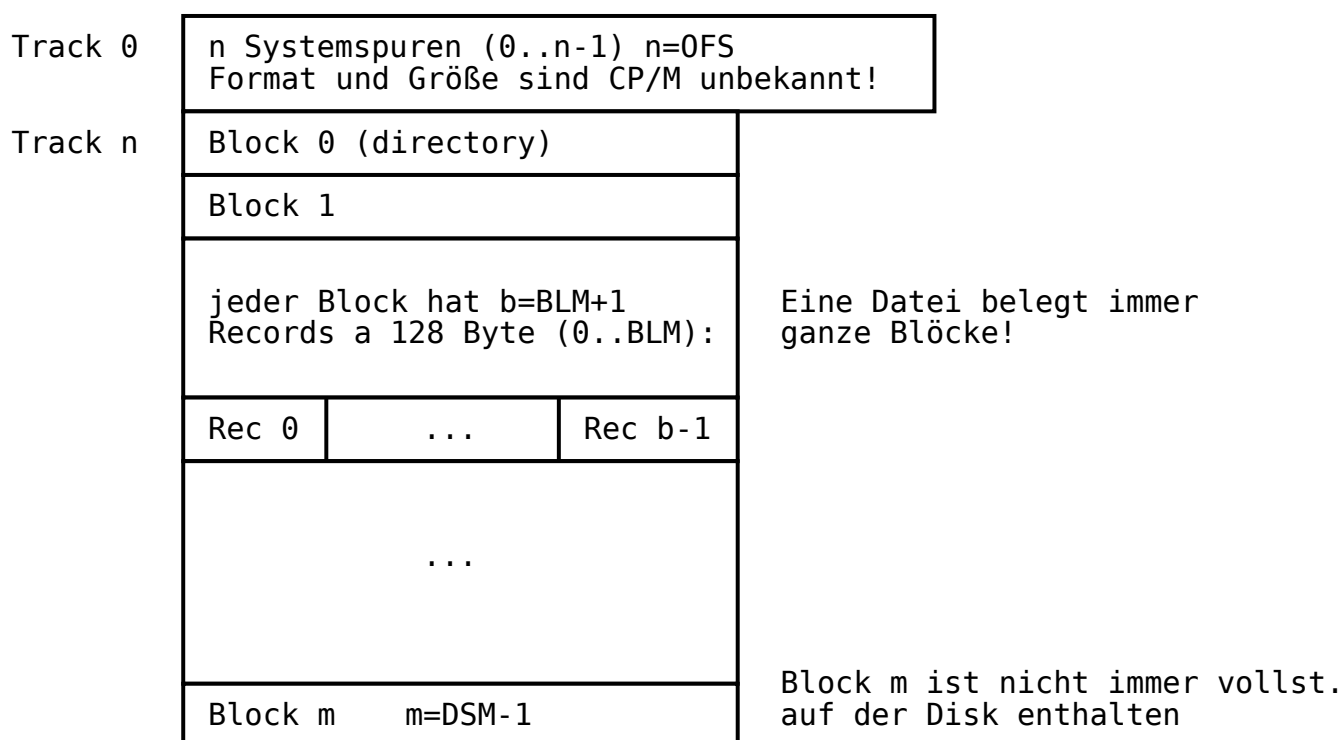 Track 0
n Systemspuren (0..n-1) n=OFS
Format und Größe sind CP/M unbekannt!
Track n
Block 0 (directory)
Block 1
jeder Block hat b=BLM+1
Records a 128 Byte (0..BLM):
Eine Datei belegt immer
ganze Blöcke!
Rec 0
...
Rec b-1
...
Block m m=DSM-1
Block m ist nicht immer vollst.
auf der Disk enthalten